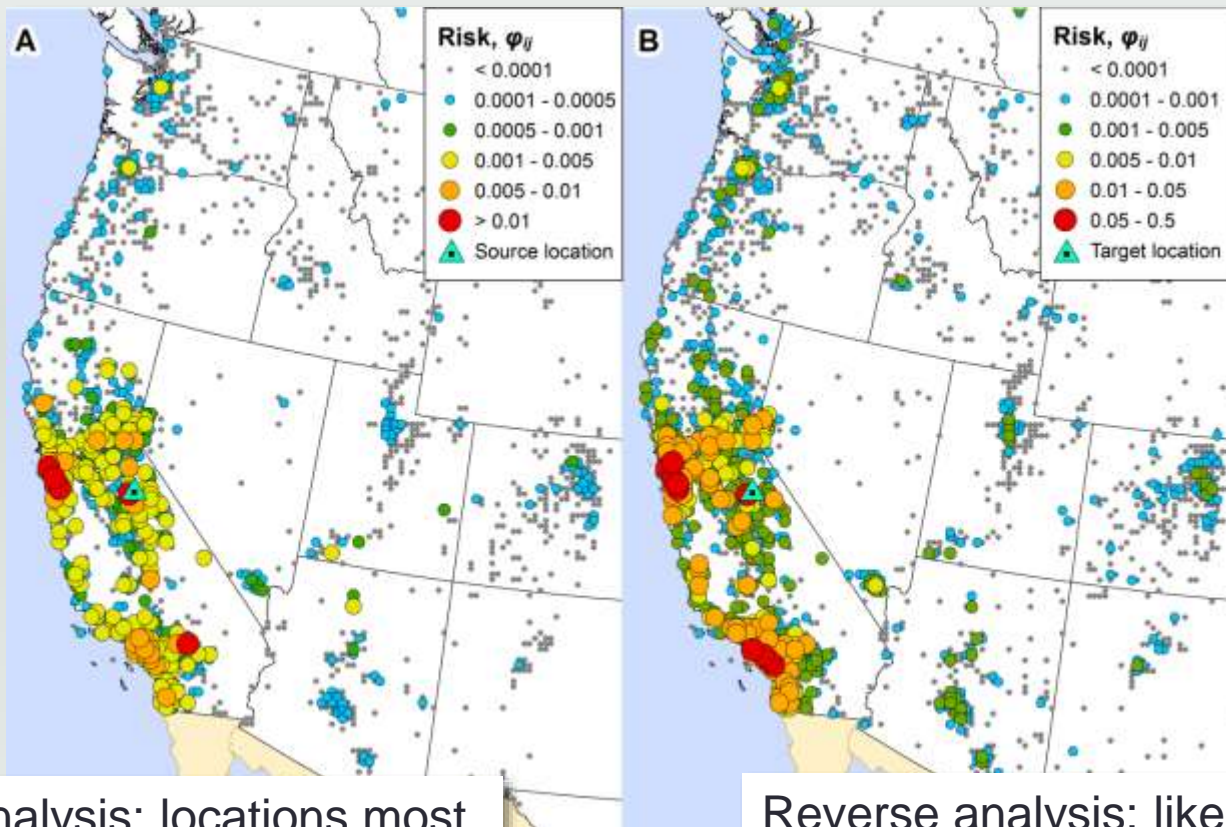 A
Risk, φij
< 0.0001
0.0001 - 0.0005
0.0005 - 0.001
0.001 - 0.005
0.005 - 0.01
> 0.01
Source location
B
Risk, φij
< 0.0001
0.0001 - 0.001
0.001 - 0.005
0.005 - 0.01
0.01 - 0.05
0.05 - 0.5
Target location
nalysis: locations most
Reverse analysis: like